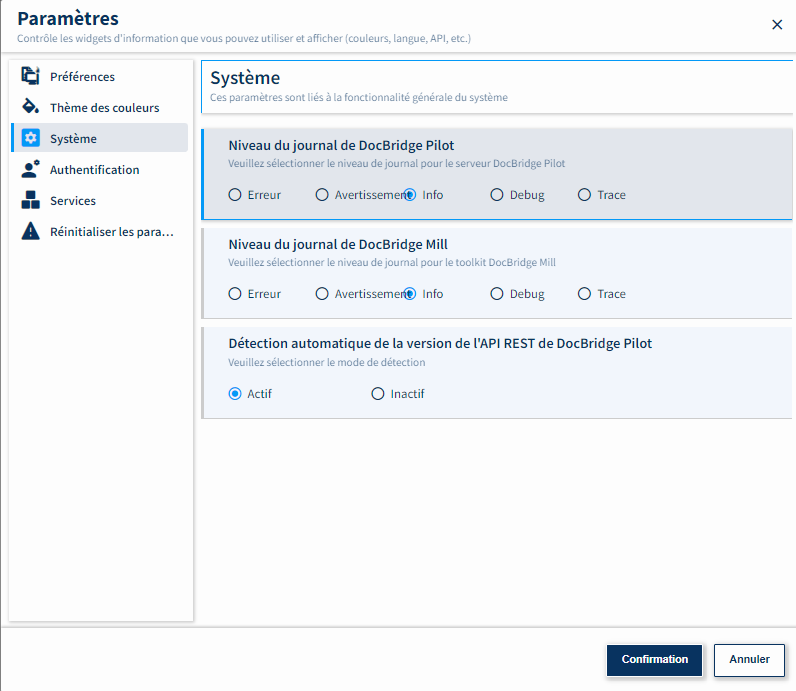 Paramètres
Contrôle les widgets d'information que vous pouvez utiliser et afficher (couleurs, langue, API, etc.)
Préférences
Thème des couleurs
Système
Authentification
Services
Réinitialiser les para...
Système
Ces paramètres sont liés à la fonctionnalité générale du système
Niveau du journal de DocBridge Pilot
Veuillez sélectionner le niveau de journal pour le serveur DocBridge Pilot
Erreur Avertissement Info Debug Trace
Niveau du journal de DocBridge Mill
Veuillez sélectionner le niveau de journal pour le toolkit DocBridge Mill
Erreur Avertissement Info Debug Trace
Détection automatique de la version de l'API REST de DocBridge Pilot
Veuillez sélectionner le mode de détection
Actif Inactif
Confirmation Annuler